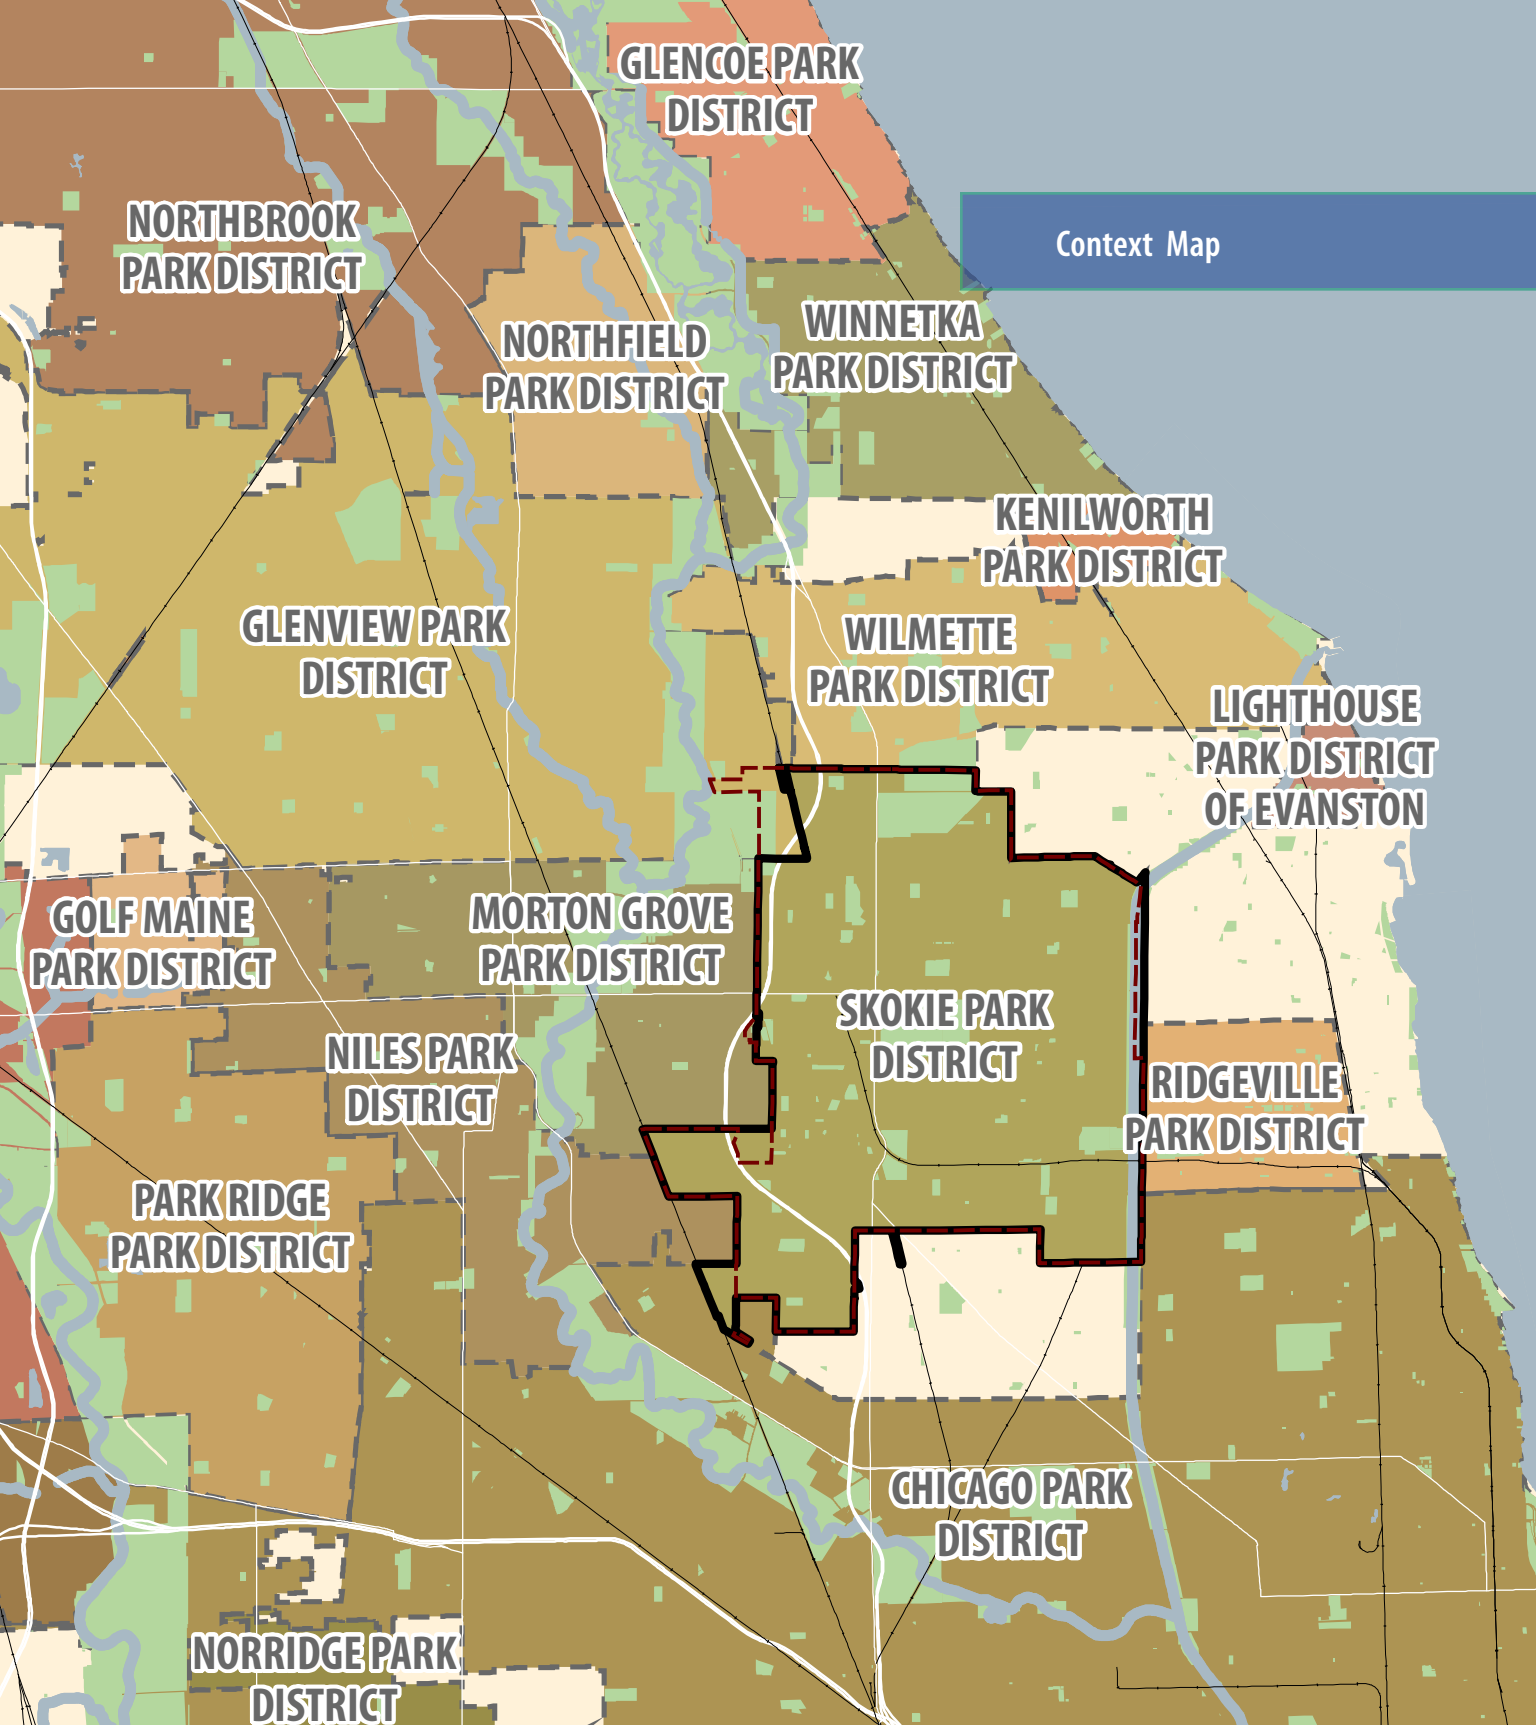 GLENCOE PARK
DISTRICT
NORTHBROOK
PARK DISTRICT
Context Map
NORTHFIELD
PARK DISTRICT
WINNETKA
PARK DISTRICT
KENILWORTH
PARK DISTRICT
GLENVIEW PARK
DISTRICT
WILMETTE
PARK DISTRICT
LIGHTHOUSE
PARK DISTRICT
OF EVANSTON
GOLF MAINE
PARK DISTRICT
MORTON GROVE
PARK DISTRICT
SKOKIE PARK
DISTRICT
NILES PARK
DISTRICT
RIDGEVILLE
PARK DISTRICT
PARK RIDGE
PARK DISTRICT
CHICAGO PARK
DISTRICT
NORRIDGE PARK
DISTRICT